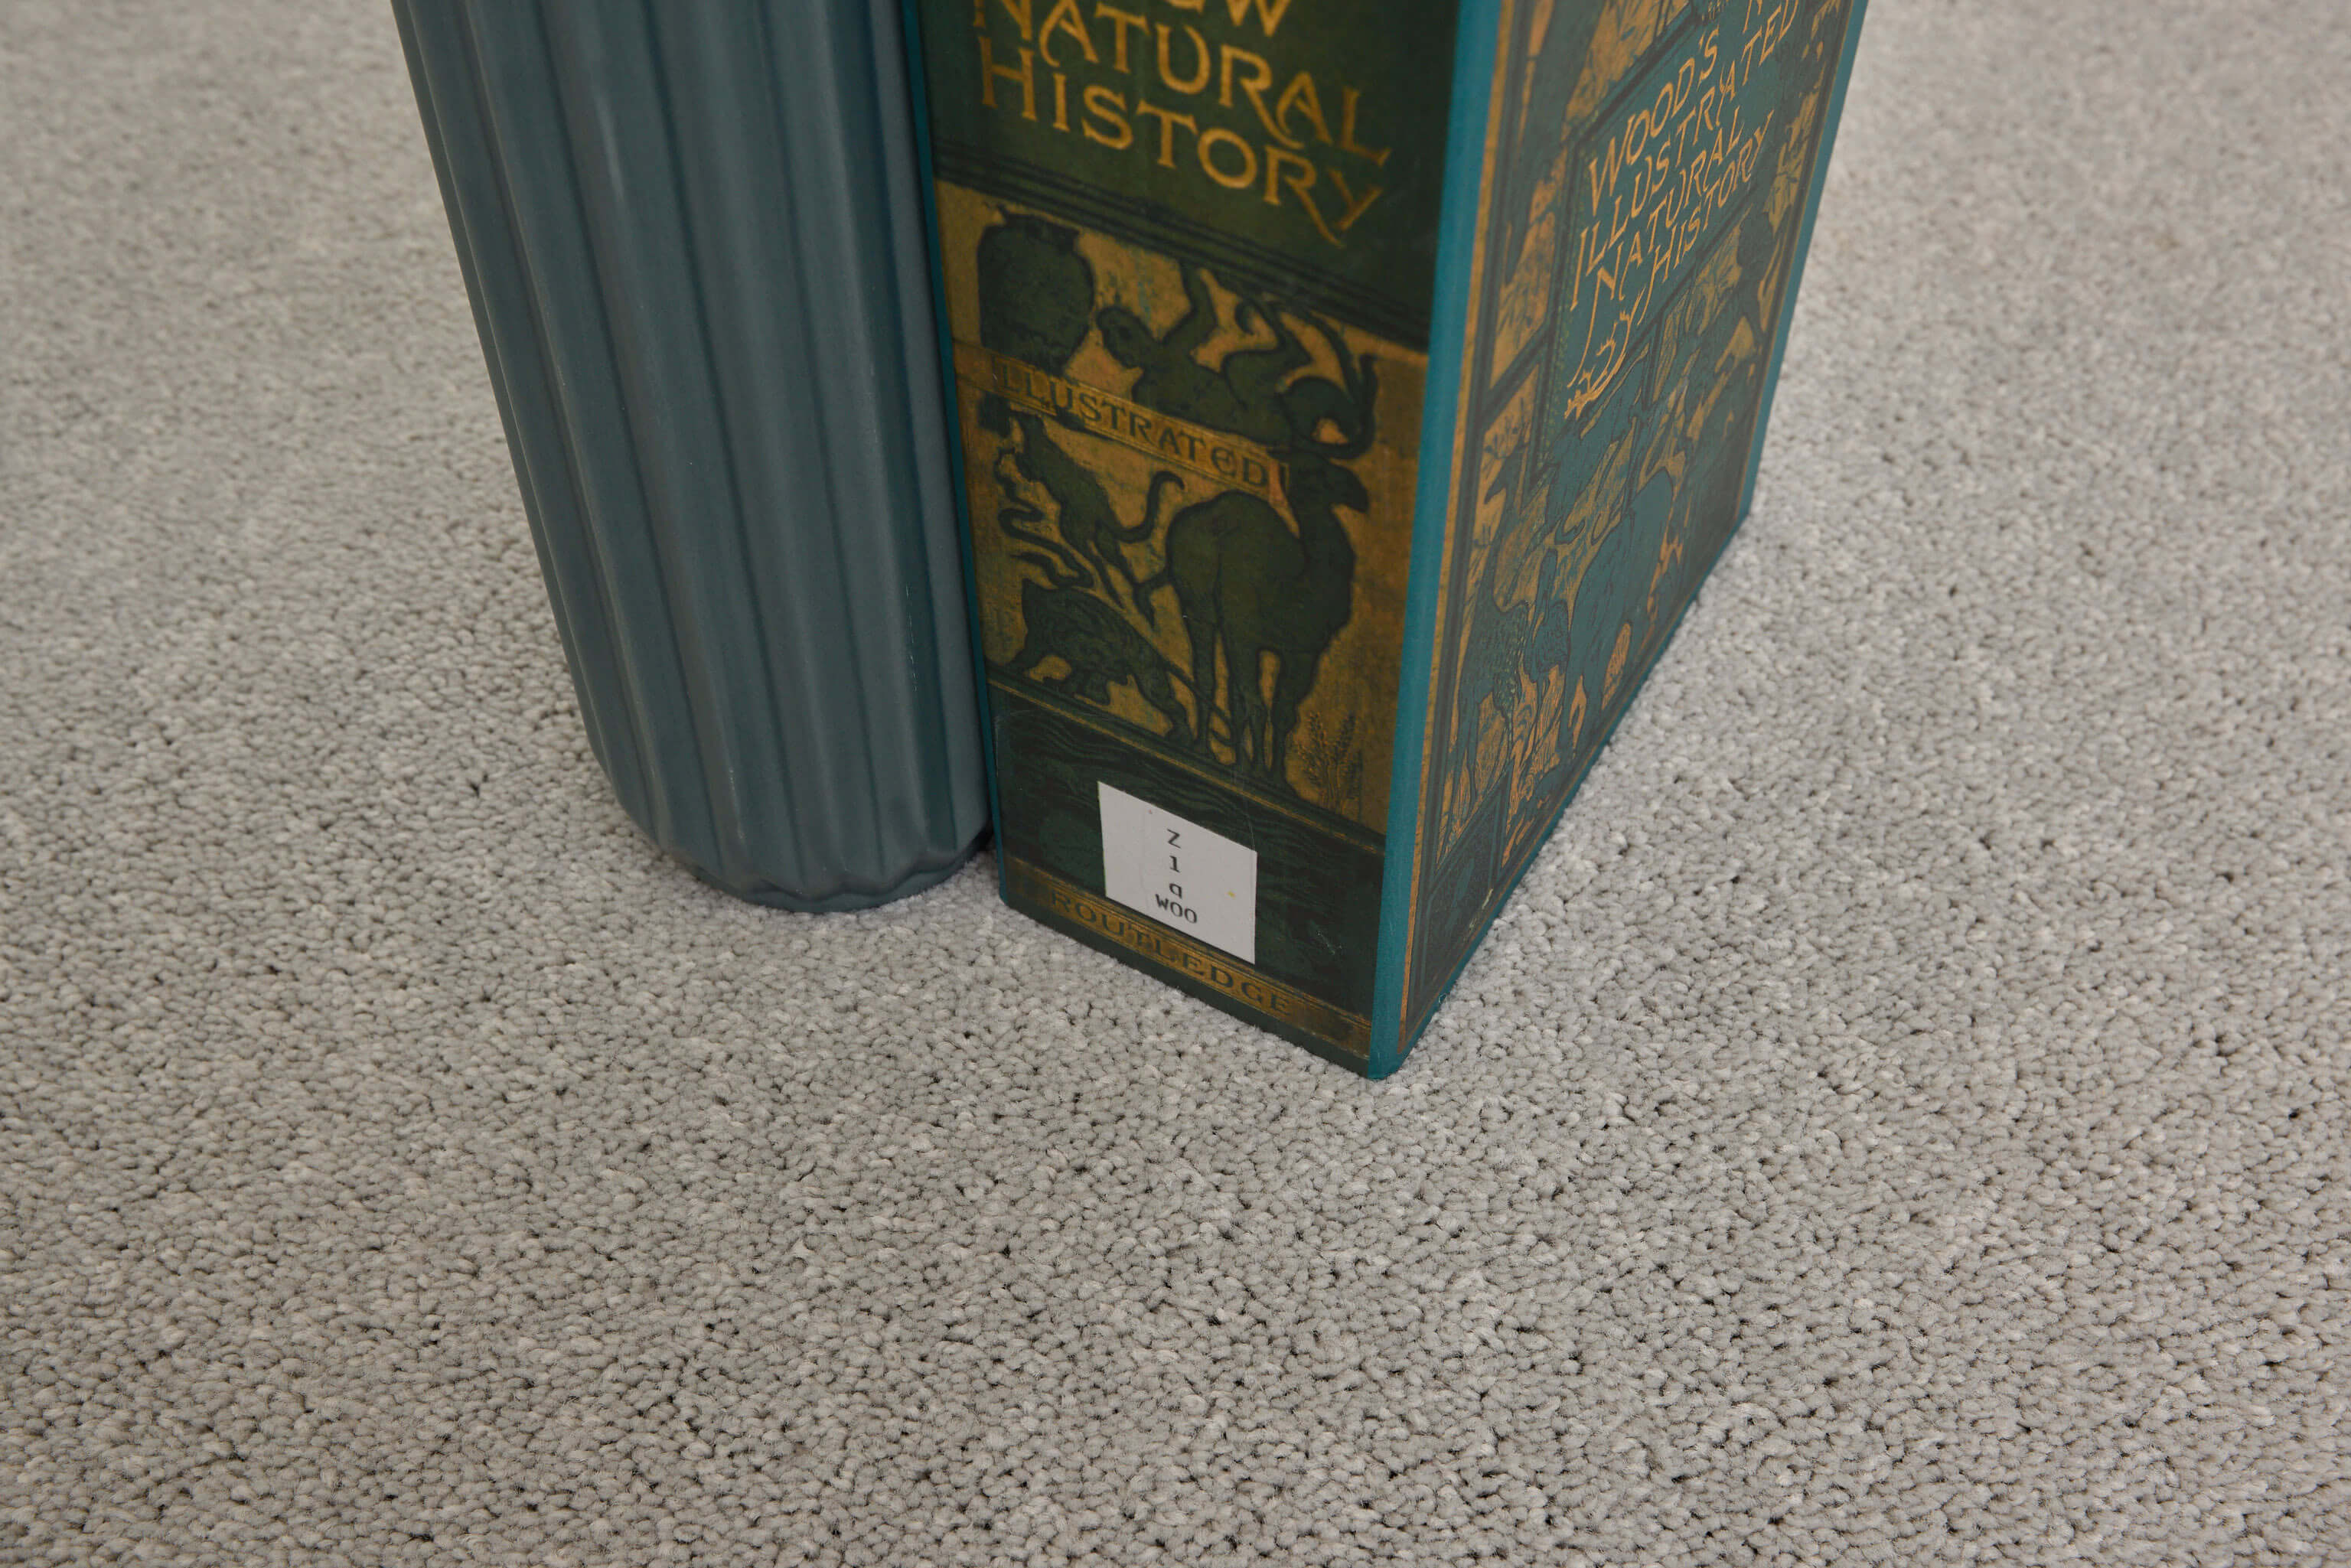 NATURAL
HISTORY
ILLUSTRATED
Z
1
a
WOO
ROUTLEDGE
WOOD'S
ILLUSTRATED
NATURAL
HISTORY